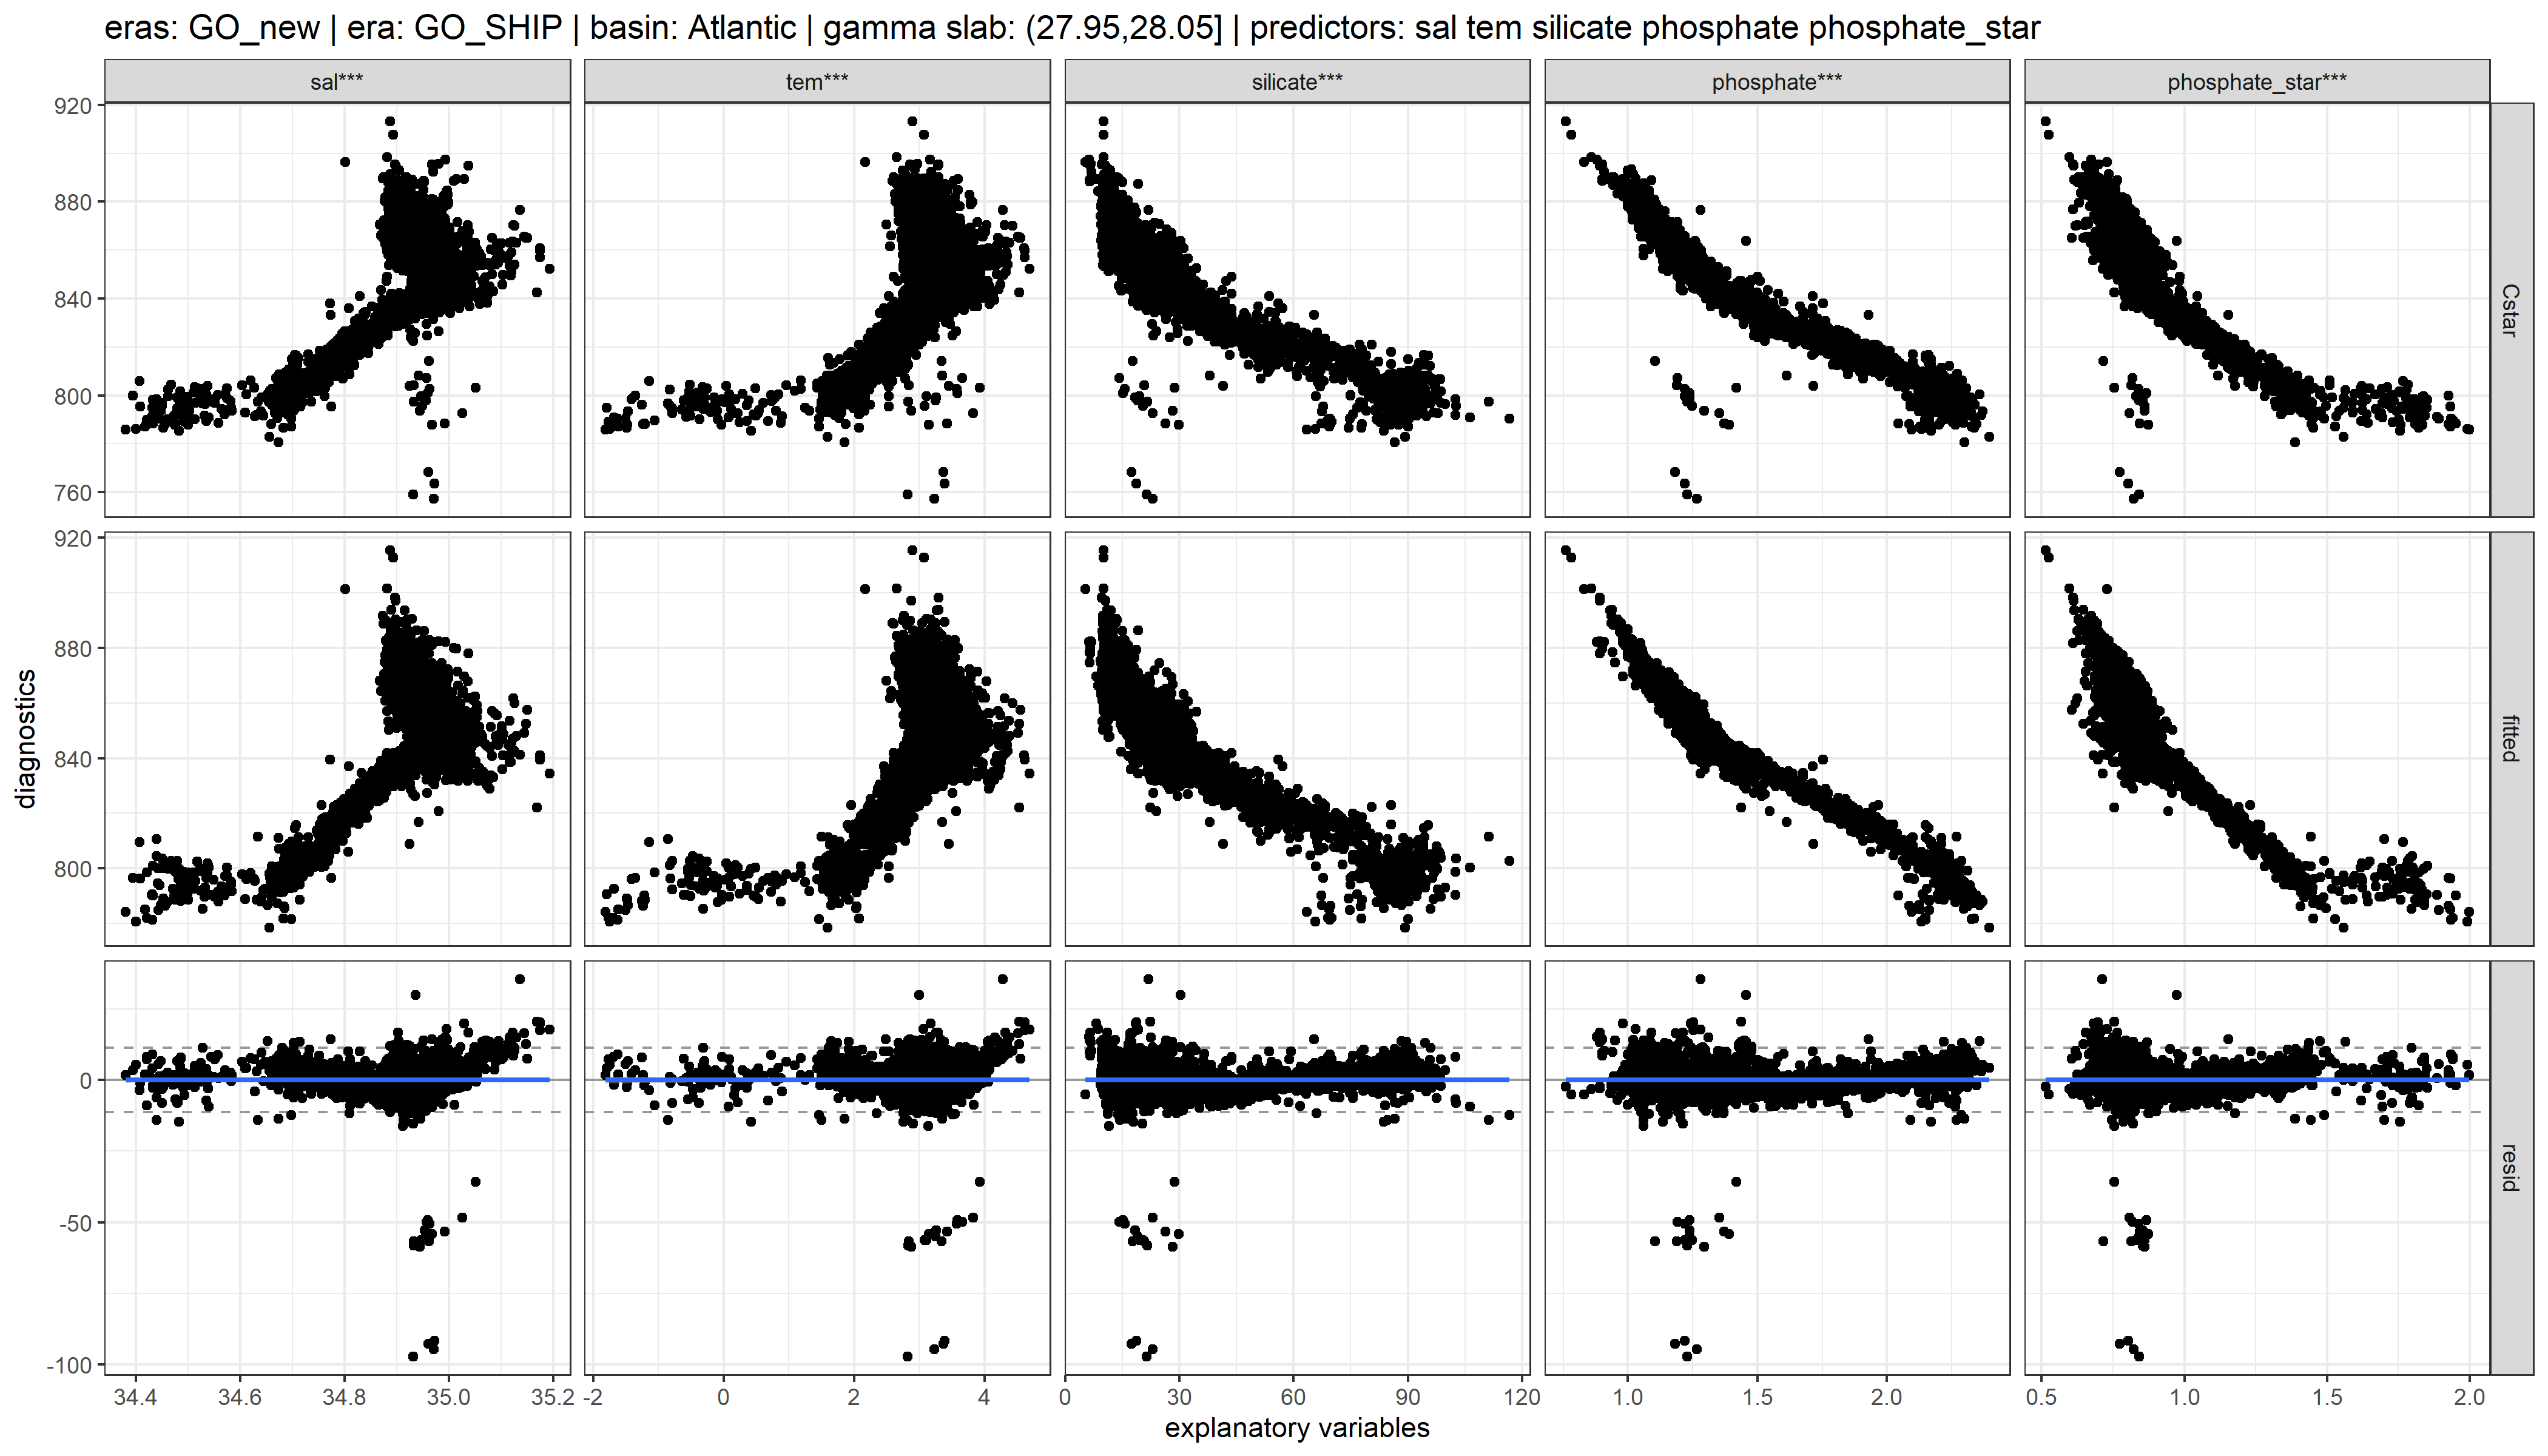 eras: GO_new | era: GO_SHIP | basin: Atlantic | gamma slab: (27.95,28.05] | predictors: sal tem silicate phosphate phosphate_star
sal*** tem*** silicate*** phosphate*** phosphate_star***
920
880
840
800
760
Cstar
920
880
840
800
fitted
diagnostics
0
-50
-100
resid
34.4 34.6 34.8 35.0 35.2 -2 0 2 4 0 30 60 90 120 1.0 1.5 2.0 0.5 1.0 1.5 2.0
explanatory variables